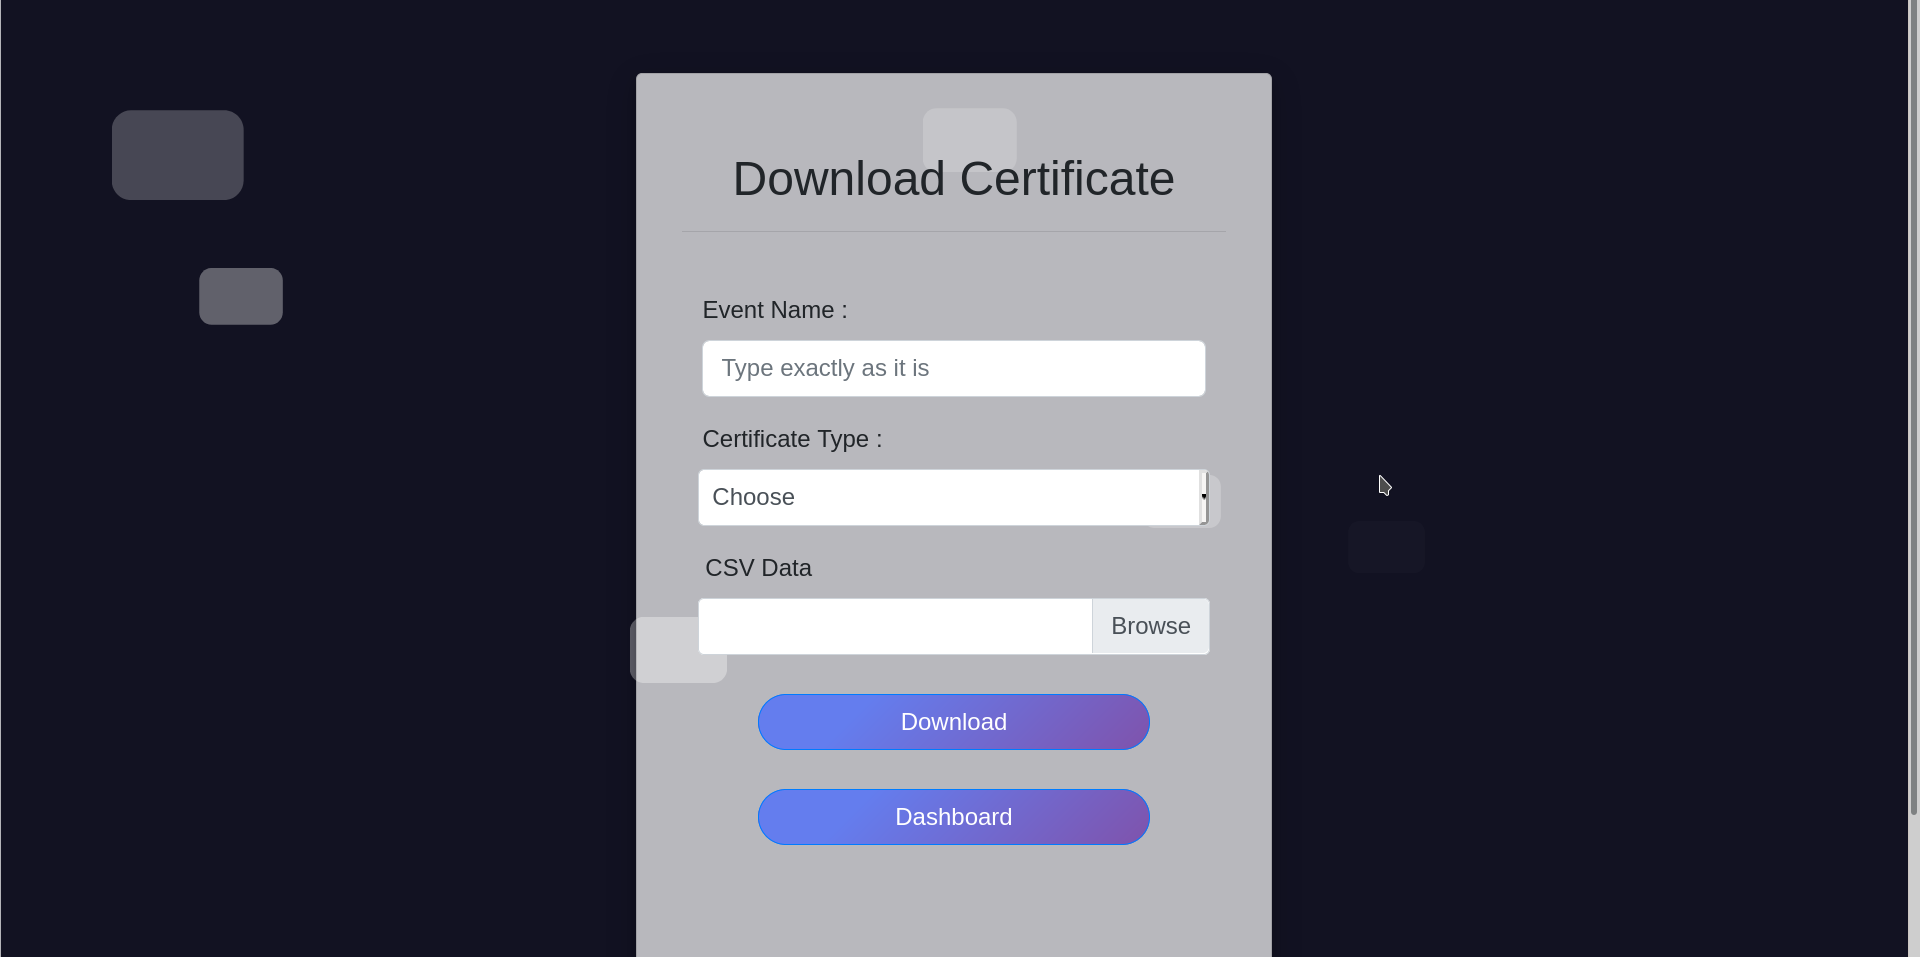 Download Certificate
Event Name :
Type exactly as it is
Certificate Type :
Choose
CSV Data
Browse
Download
Dashboard